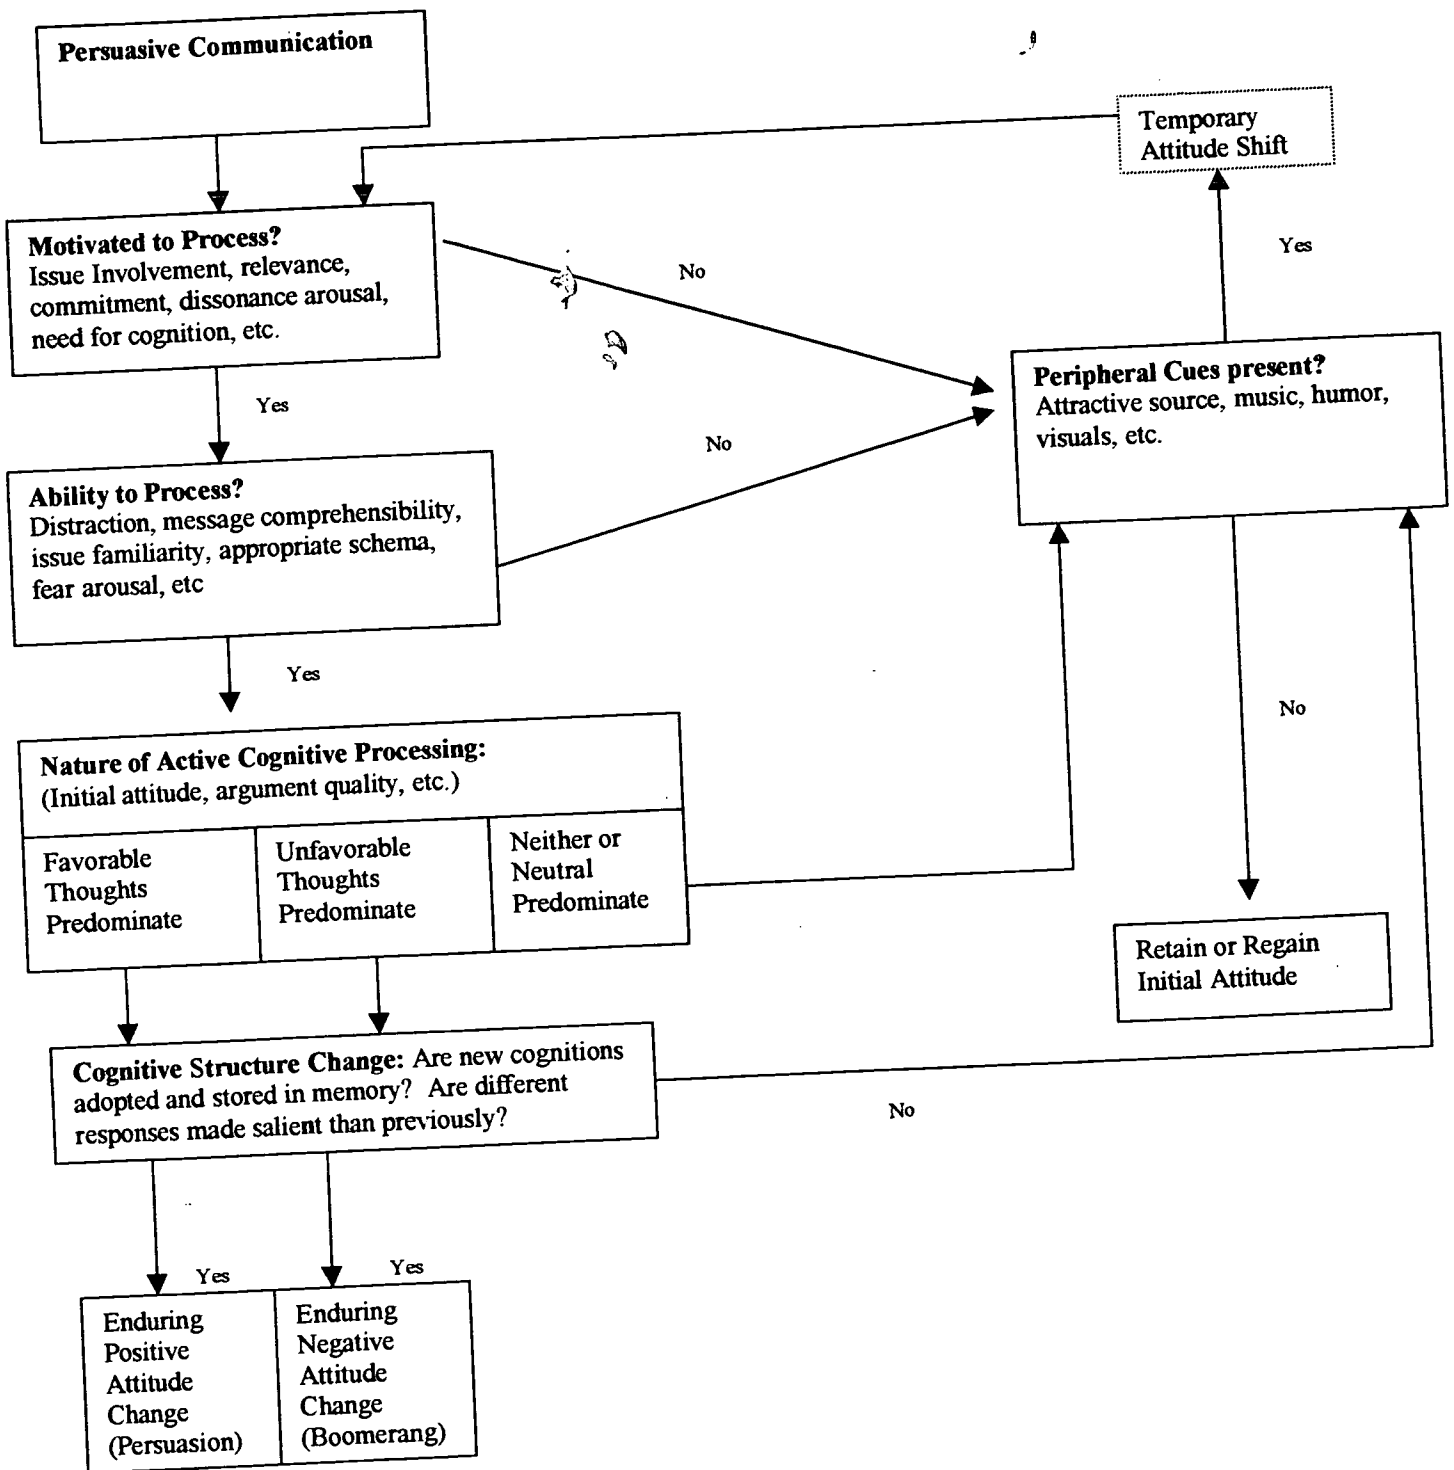 Persuasive Communication
Temporary
Attitude Shift
Yes
Motivated to Process?
Issue Involvement, relevance,
commitment, dissonance arousal,
need for cognition, etc.
No
Peripheral Cues present?
Attractive source, music, humor,
visuals, etc.
Yes
No
Ability to Process?
Distraction, message comprehensibility,
issue familiarity, appropriate schema,
fear arousal, etc
Yes
No
Nature of Active Cognitive Processing:
(Initial attitude, argument quality, etc.)
Favorable
Thoughts
Predominate
Unfavorable
Thoughts
Predominate
Neither or
Neutral
Predominate
Retain or Regain
Initial Attitude
Cognitive Structure Change: Are new cognitions
adopted and stored in memory? Are different
responses made salient than previously?
No
Yes
Yes
Enduring
Positive
Attitude
Change
(Persuasion)
Enduring
Negative
Attitude
Change
(Boomerang)